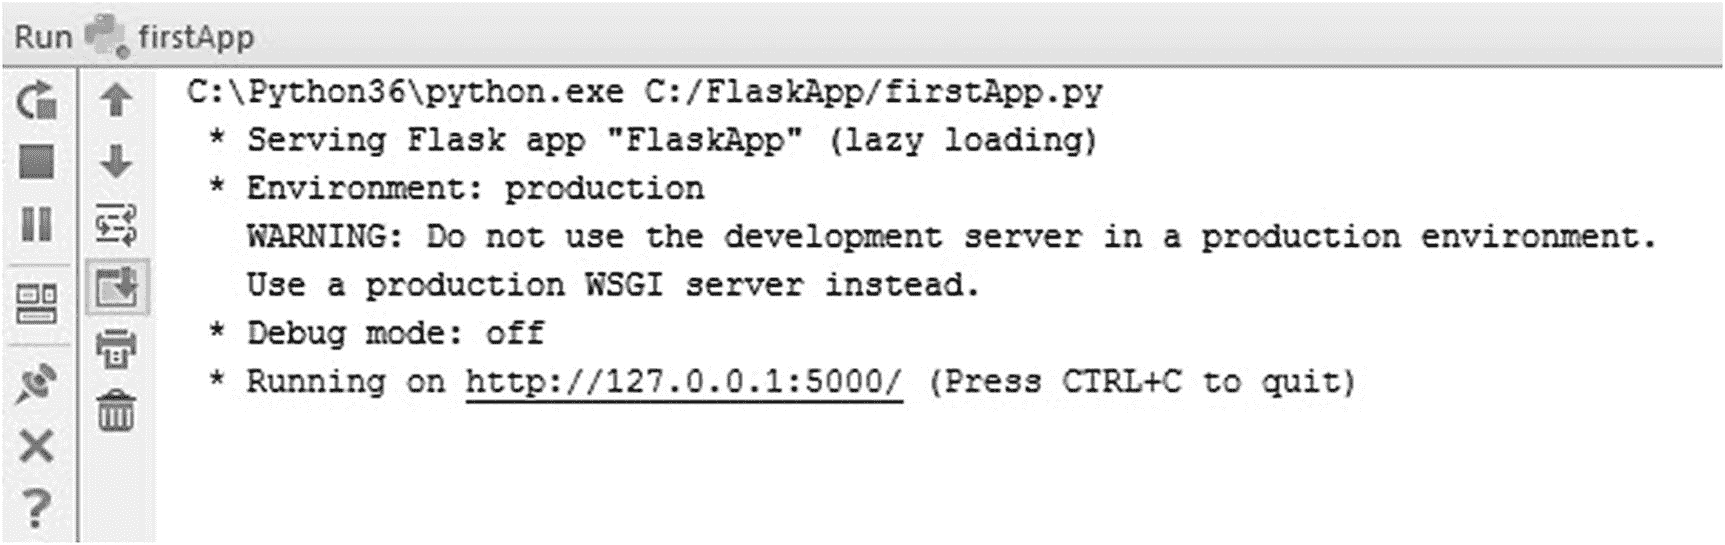 Run firstApp
C:\Python36\python.exe C:/FlaskApp/firstApp.py
* Serving Flask app "FlaskApp" (lazy loading)
* Environment: production
WARNING: Do not use the development server in a production environment.
Use a production WSGI server instead.
* Debug mode: off
* Running on http://127.0.0.1:5000/ (Press CTRL+C to quit)